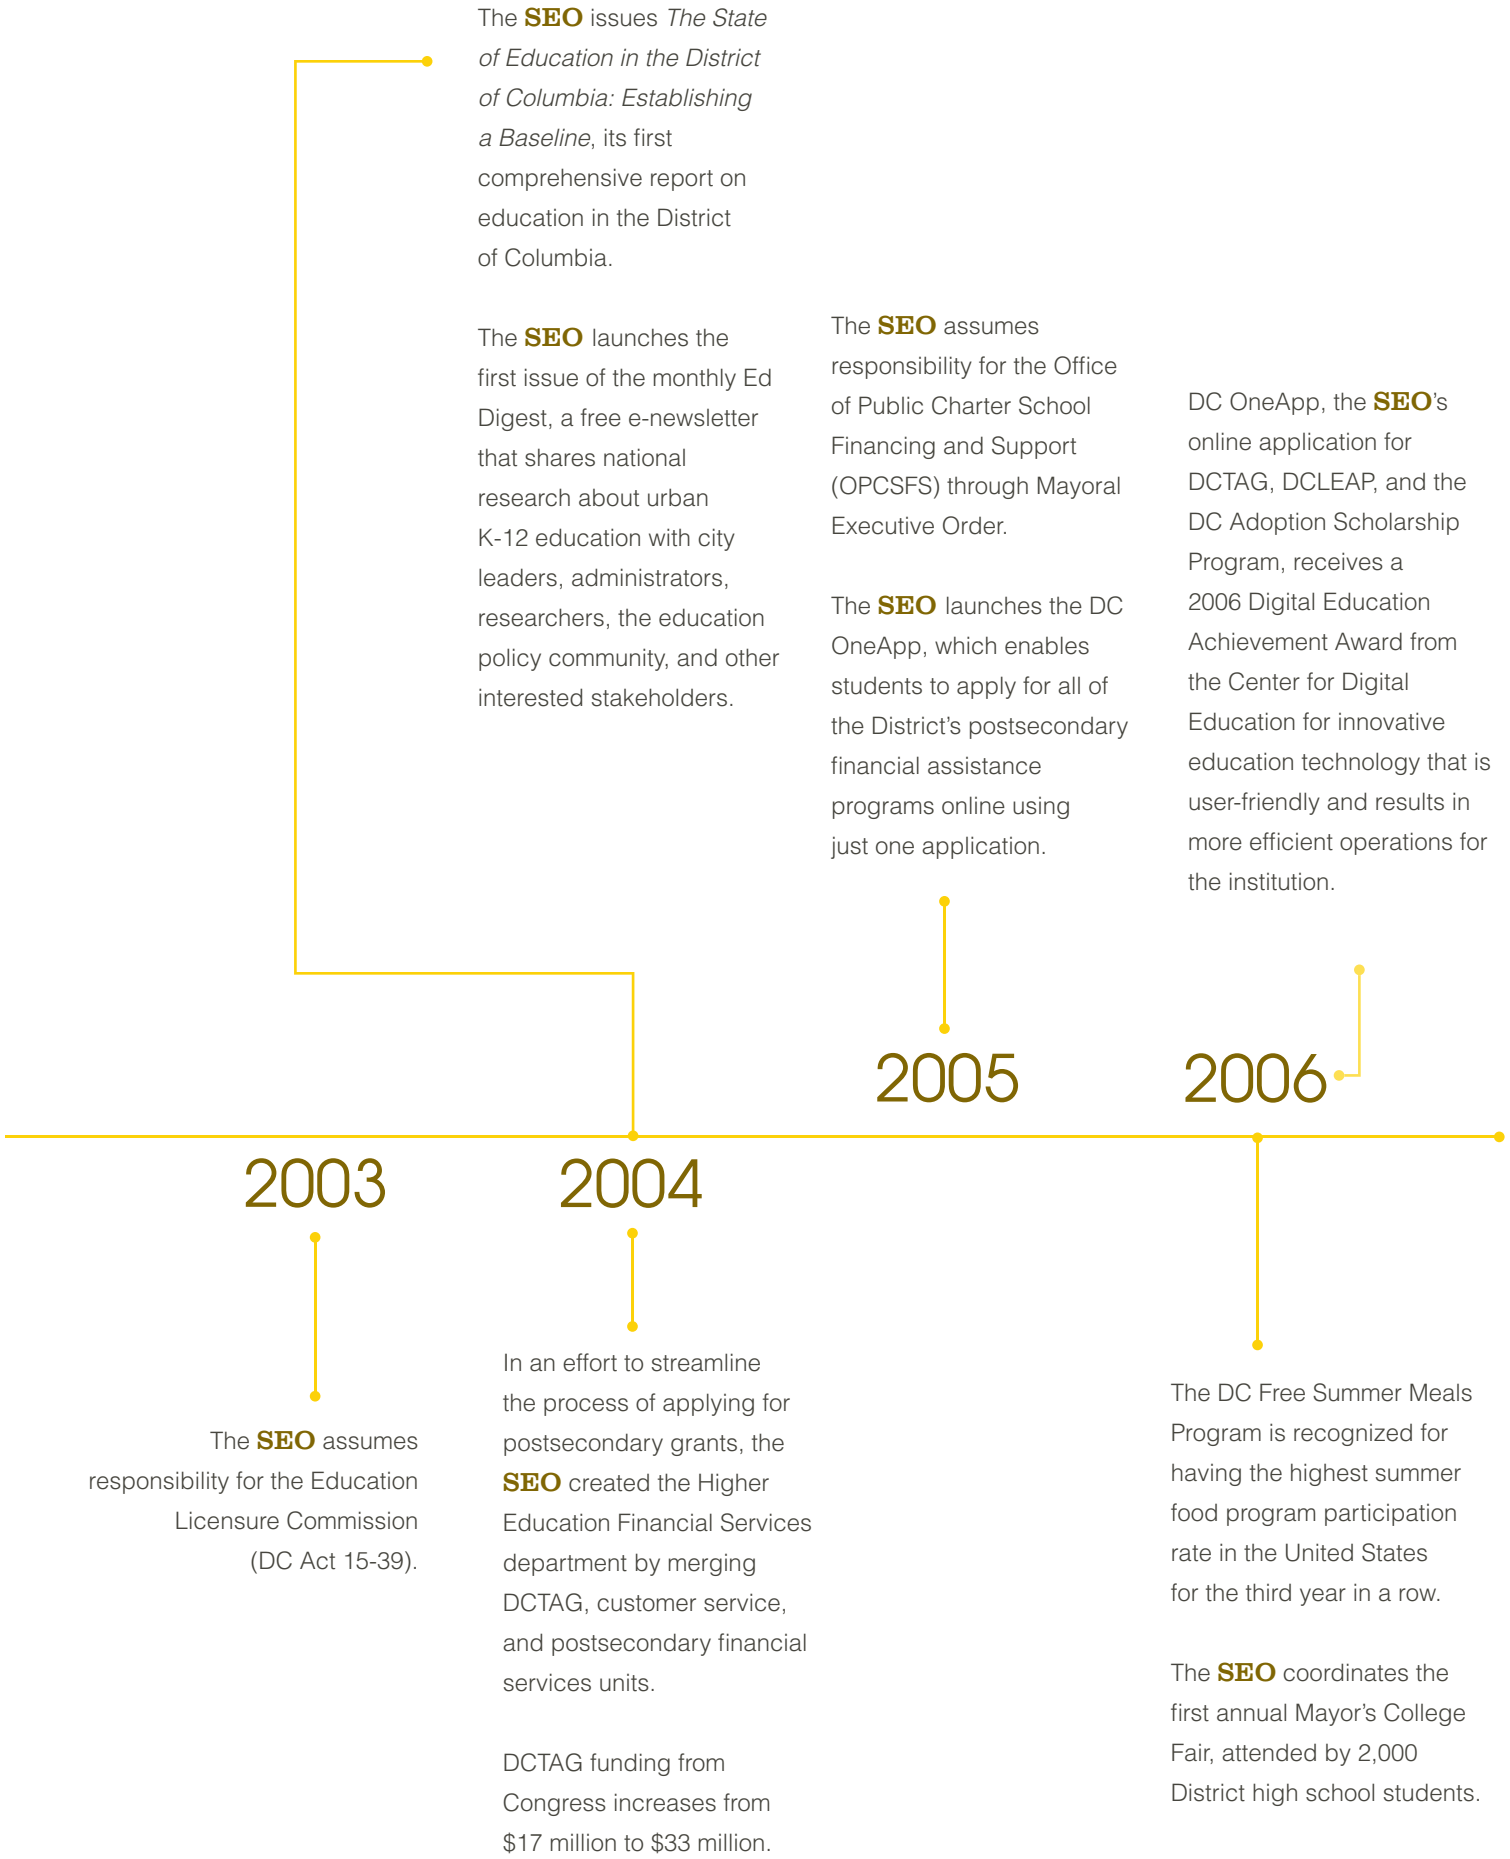 The SEO issues The State
of Education in the District
of Columbia: Establishing
a Baseline, its first
comprehensive report on
education in the District
of Columbia.
The SEO launches the
first issue of the monthly Ed
Digest, a free e-newsletter
that shares national
research about urban
K-12 education with city
leaders, administrators,
researchers, the education
policy community, and other
interested stakeholders.
The SEO assumes
responsibility for the Office
of Public Charter School
Financing and Support
(OPCSFS) through Mayoral
Executive Order.
The SEO launches the DC
OneApp, which enables
students to apply for all of
the District’s postsecondary
financial assistance
programs online using
just one application.
DC OneApp, the SEO’s
online application for
DCTAG, DCLEAP, and the
DC Adoption Scholarship
Program, receives a
2006 Digital Education
Achievement Award from
the Center for Digital
Education for innovative
education technology that is
user-friendly and results in
more efficient operations for
the institution.
2005
2006
2003
2004
The SEO assumes
responsibility for the Education
Licensure Commission
(DC Act 15-39).
In an effort to streamline
the process of applying for
postsecondary grants, the
SEO created the Higher
Education Financial Services
department by merging
DCTAG, customer service,
and postsecondary financial
services units.
DCTAG funding from
Congress increases from
$17 million to $33 million.
The DC Free Summer Meals
Program is recognized for
having the highest summer
food program participation
rate in the United States
for the third year in a row.
The SEO coordinates the
first annual Mayor’s College
Fair, attended by 2,000
District high school students.